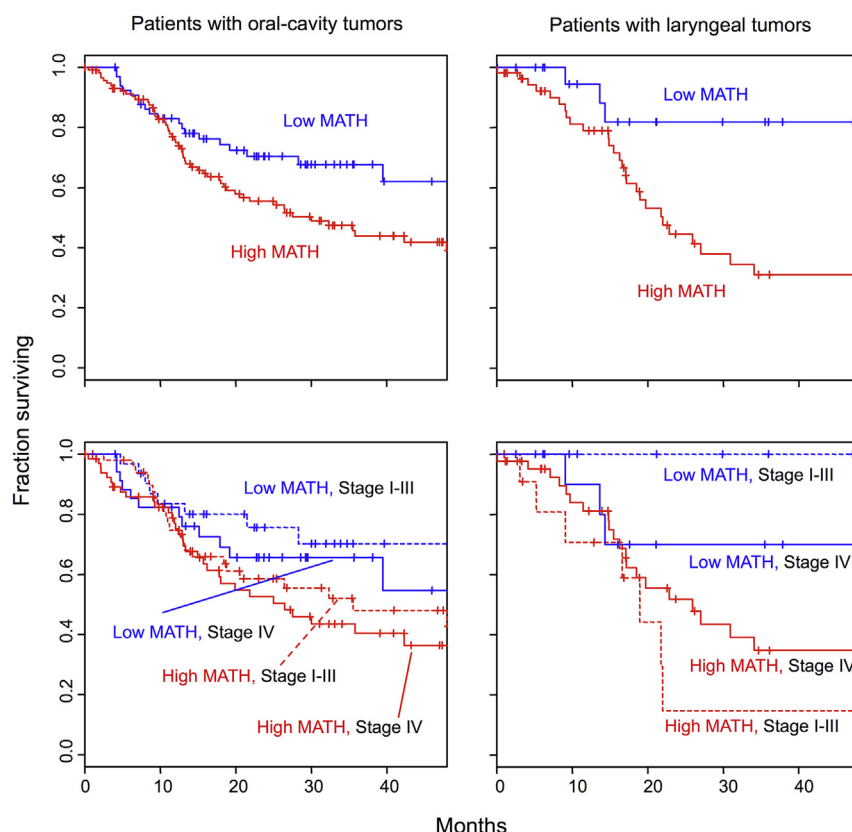 Patients with oral-cavity tumors
Patients with laryngeal tumors
Fraction surviving
1.0
0.8
0.6
0.4
0.2
0.0
Low MATH
High MATH
Low MATH
High MATH
1.0
0.8
0.6
0.4
0.2
0.0
Low MATH, Stage I-III
Low MATH, Stage IV
High MATH, Stage I-III
High MATH, Stage IV
0 10 20 30 40
Low MATH, Stage I-III
Low MATH, Stage IV
High MATH, Stage IV
High MATH, Stage I-III
0 10 20 30 40
Months